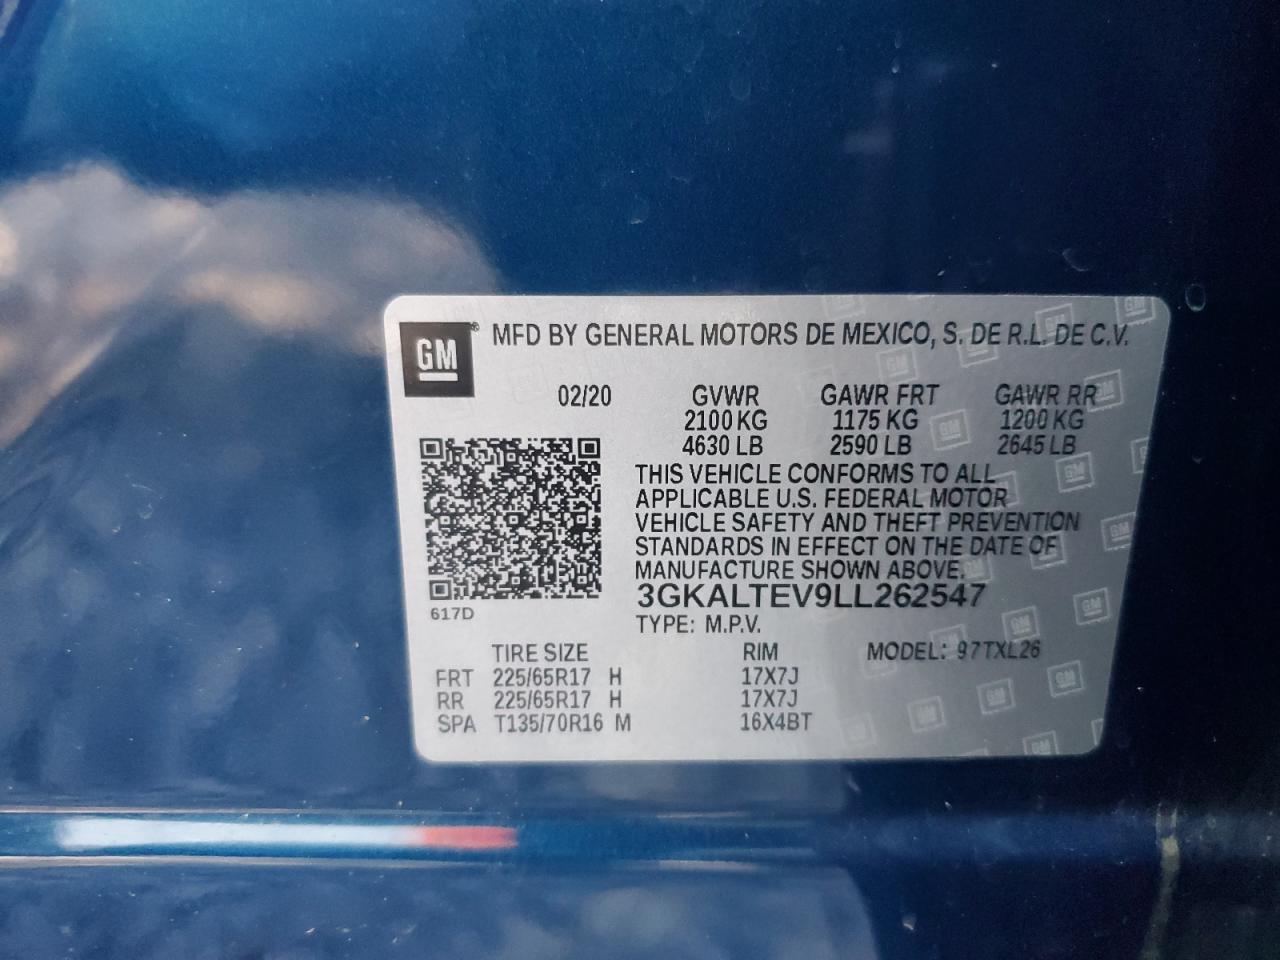 GM® MFD BY GENERAL MOTORS DE MEXICO, S. DE R.L. DE C.V.
02/20 GVWR GAWR FRT GAWR RR
2100 KG 1175 KG 1200 KG
4630 LB 2590 LB 2645 LB
THIS VEHICLE CONFORMS TO ALL
APPLICABLE U.S. FEDERAL MOTOR
VEHICLE SAFETY AND THEFT PREVENTION
STANDARDS IN EFFECT ON THE DATE OF
MANUFACTURE SHOWN ABOVE.
3GKALTEV9LL262547
617D
TYPE: M.P.V.
TIRE SIZE RIM MODEL: 97TXL26
FRT 225/65R17 H 17X7J
RR 225/65R17 H 17X7J
SPA T135/70R16 M 16X4BT